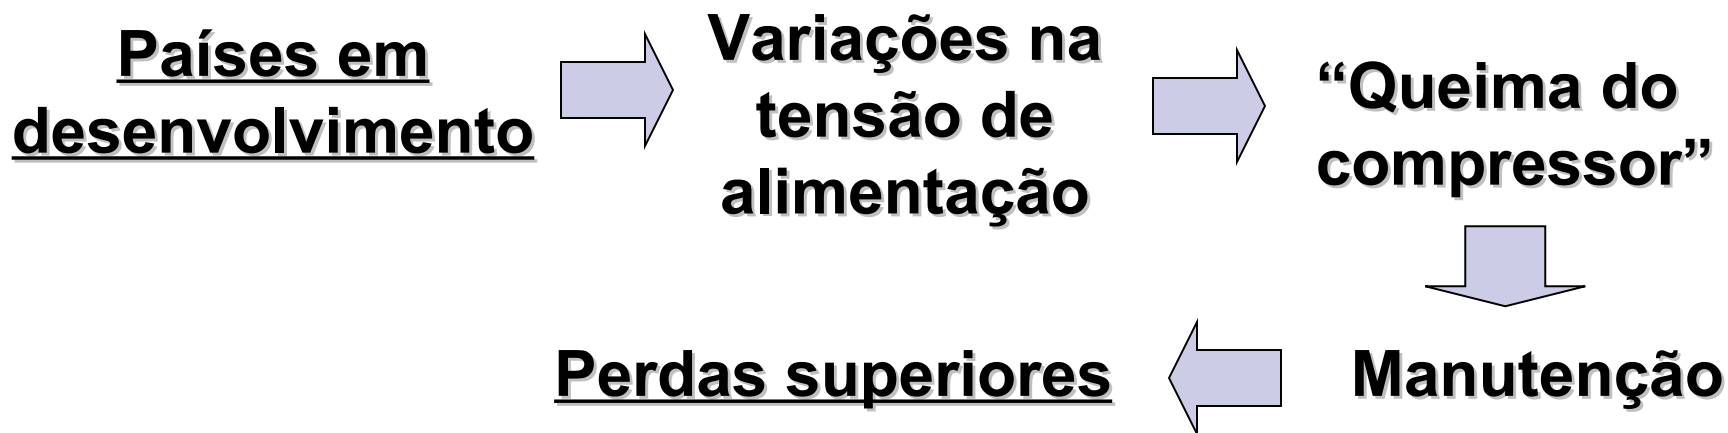 Países em
desenvolvimento
Variações na
tensão de
alimentação
“Queima do
compressor”
Manutenção
Perdas superiores